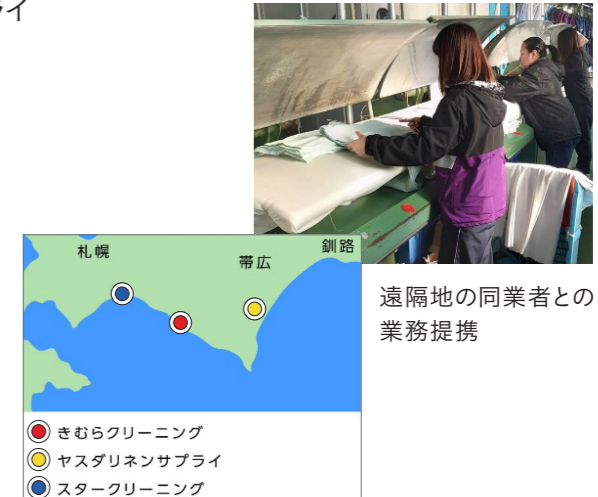 ライ
札幌
帯広
釧路
遠隔地の同業者との
業務提携
きむらクリーニング
ヤスダリネンサプライ
スタークリーニング